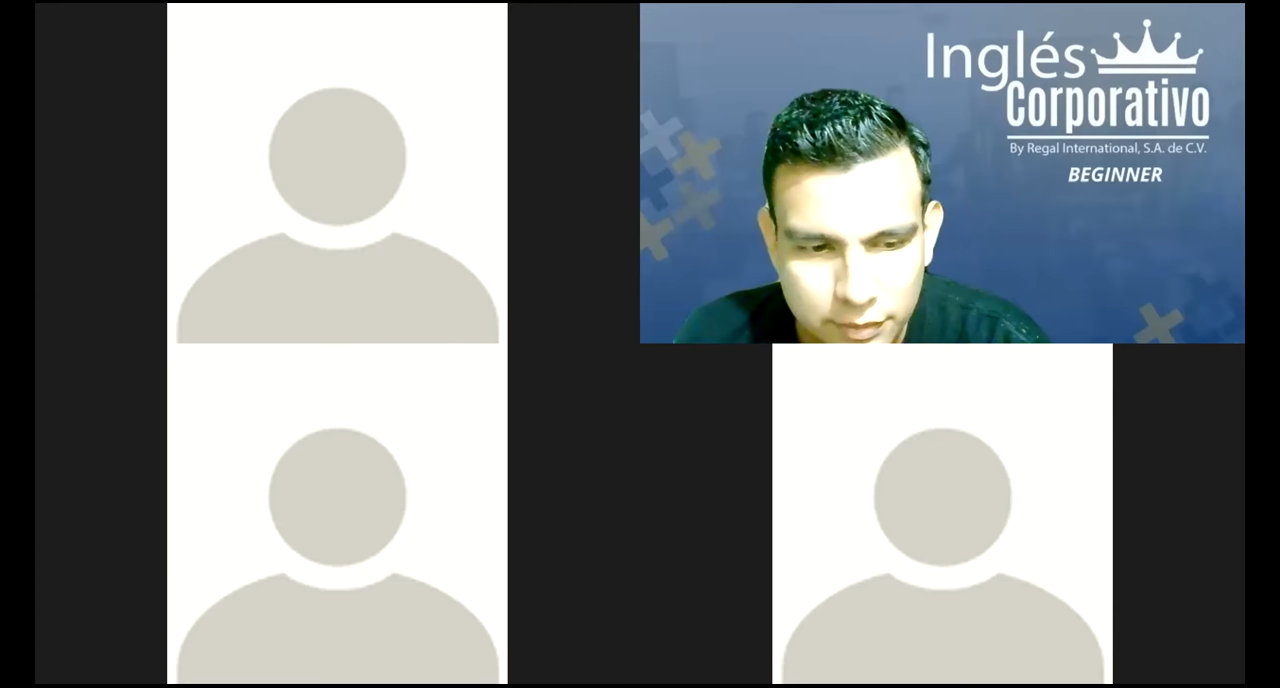 Inglés
Corporativo
By Regal International, S.A. de C.V.
BEGINNER